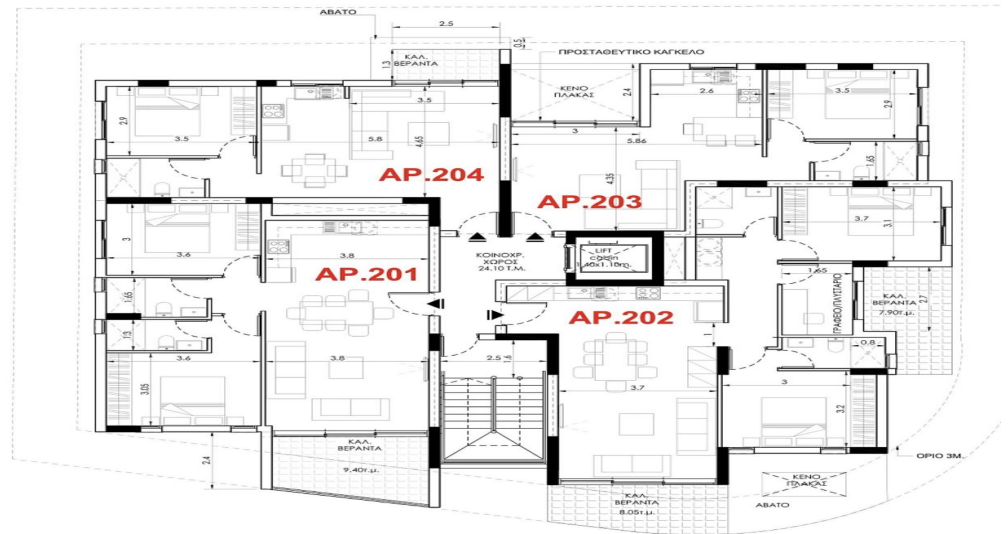 ΑΒΑΤΟ
2.5
0.5
ΠΡΟΣΤΑΘΕΥΤΙΚΟ ΚΑΓΚΕΛΟ
1.3
ΚΑΛ.
ΒΕΡΑΝΤΑ
ΚΕΝΟ
ΠΛΑΚΑΣ
2.4
2.6
3.5
2.9
3.5
2.9
3.5
5.8
4.65
3
5.86
4.35
1.65
AP.204
AP.203
3.7
3.1
3
3.6
3.8
ΚΟΙΝΟΧΡ.
ΧΩΡΟΣ
24.10 Τ.Μ.
LIFT
1.65
AP.201
AP.202
ΓΡΑΦΕΙΟ/ΠΛΥΣΤΑΡΙΟ
ΚΑΛ.
ΒΕΡΑΝΤΑ
7.90τ.μ.
2.7
1.65
1.3
3.6
3.05
3.8
2.5
1.6
1
3.7
0.8
3
3.2
2.4
ΚΑΛ.
ΒΕΡΑΝΤΑ
9.40τ.μ.
ΟΡΙΟ 3Μ.
ΚΕΝΟ
ΠΛΑΚΑΣ
ΑΒΑΤΟ
ΚΑΛ.
ΒΕΡΑΝΤΑ
8.05τ.μ.